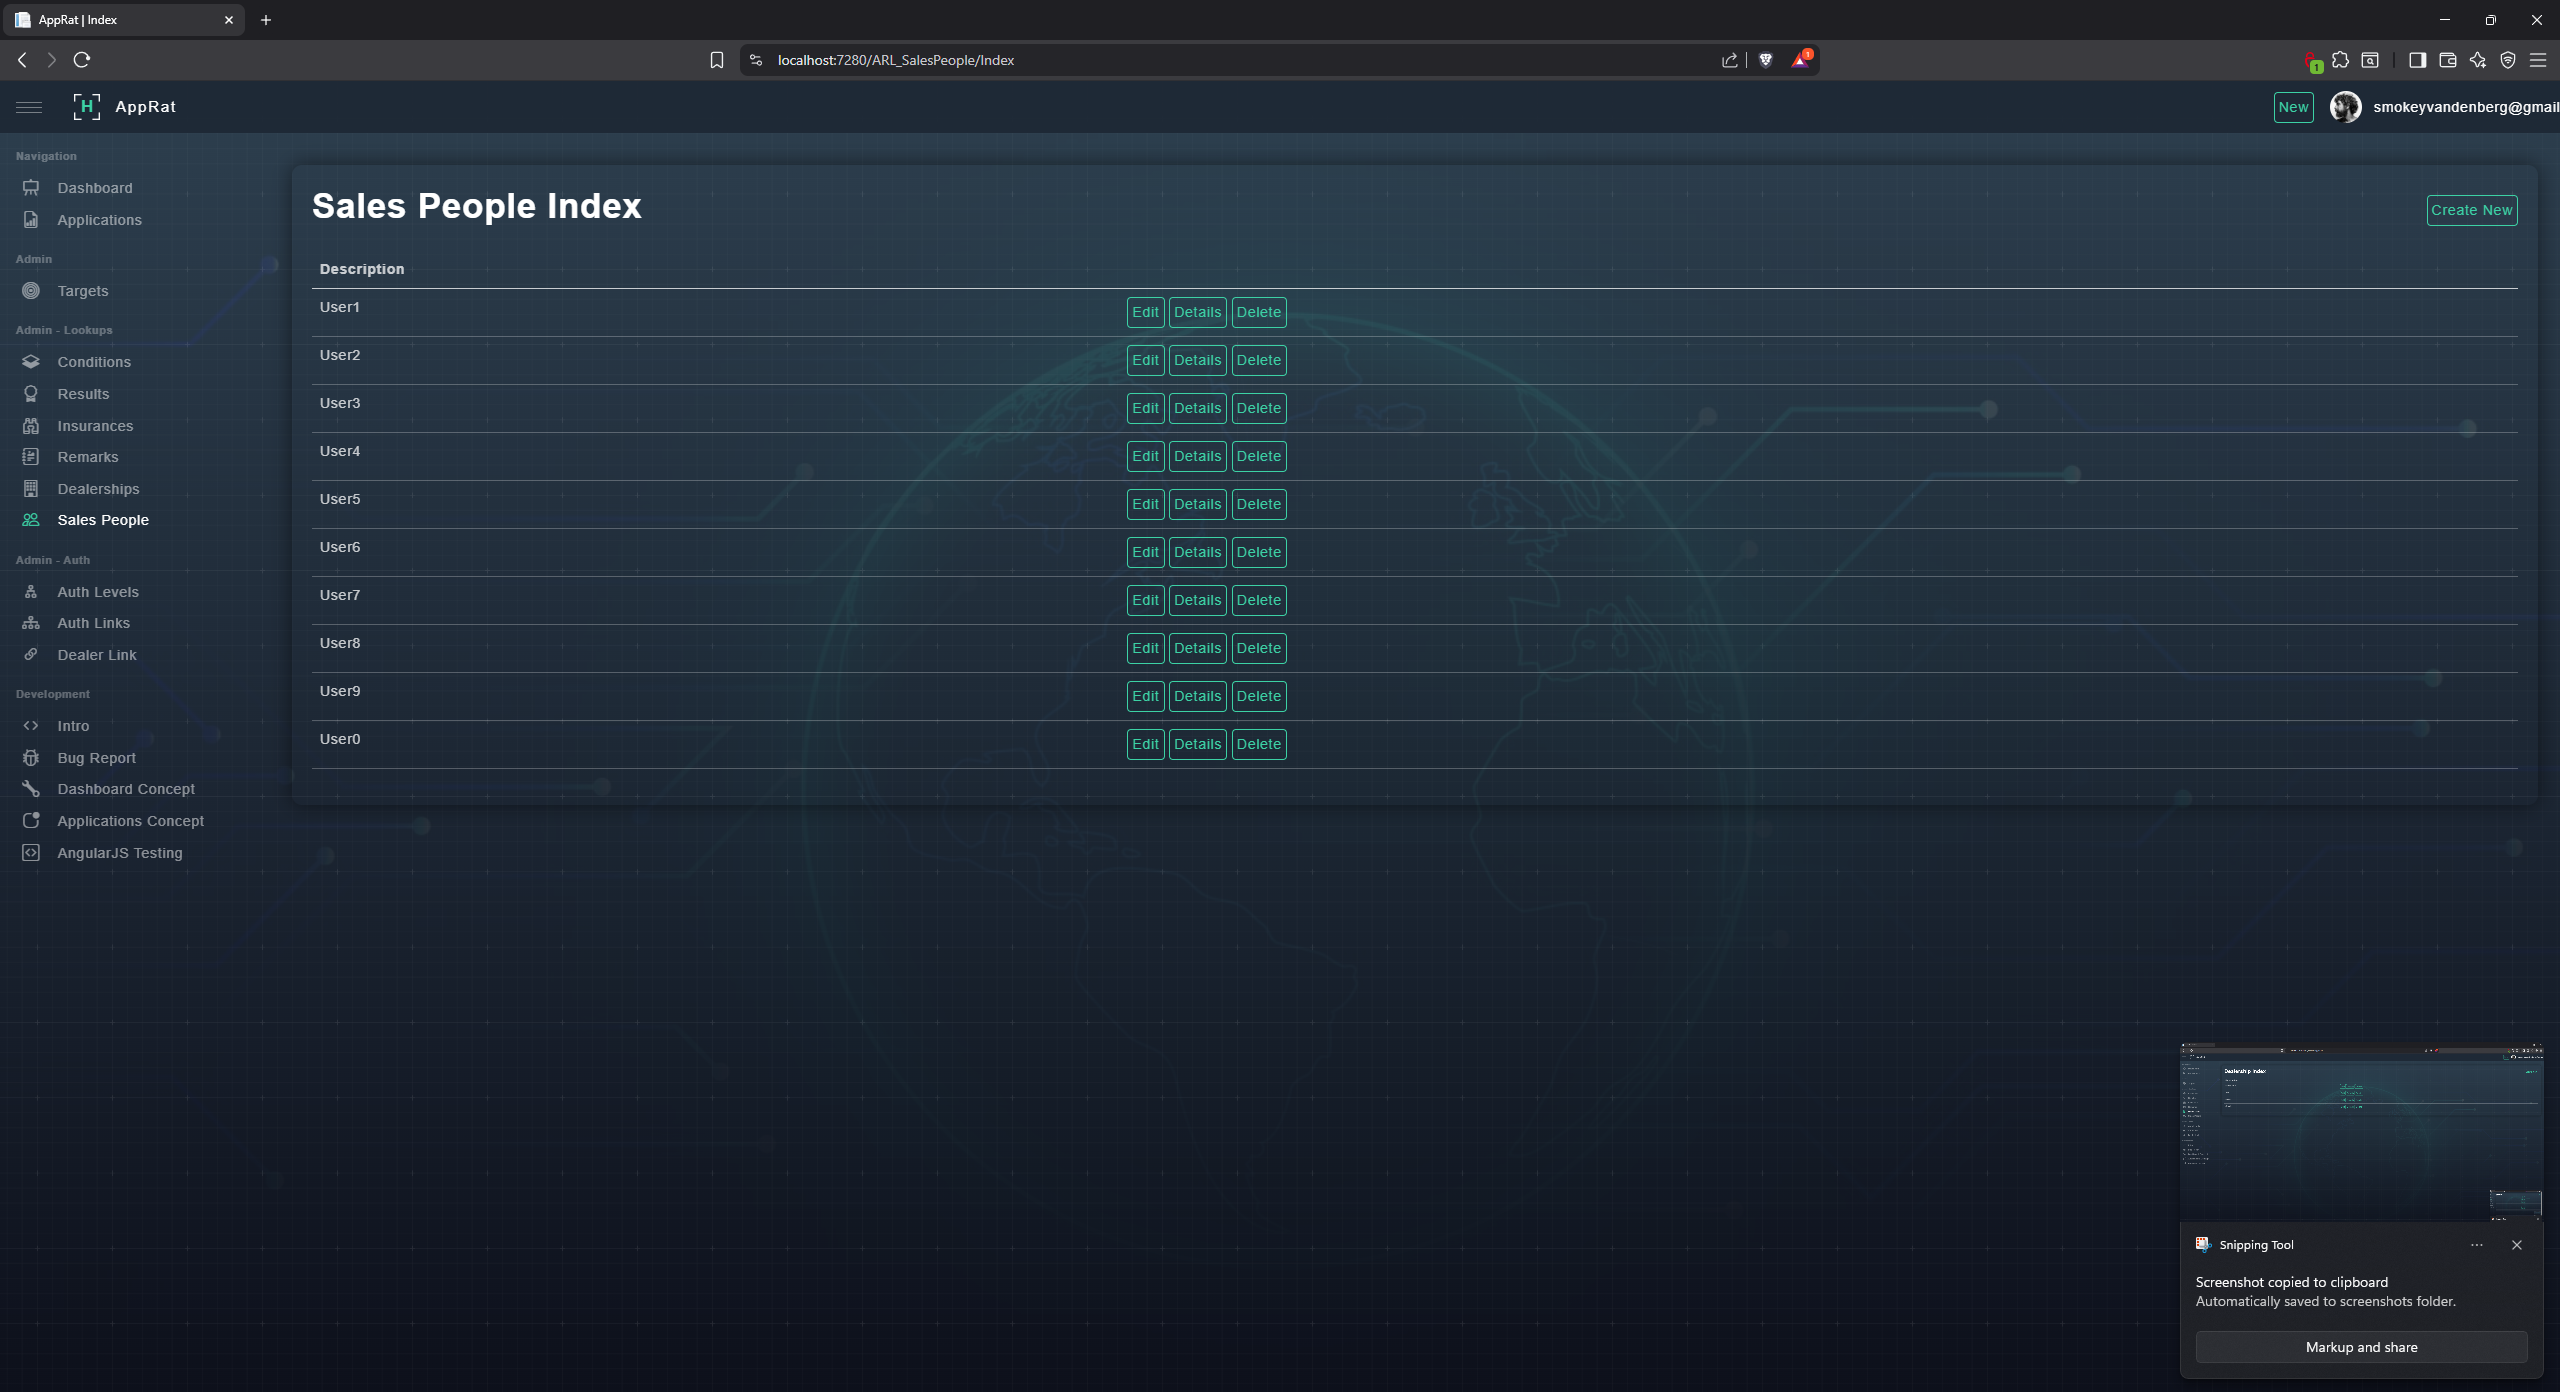 AppRat | Index
localhost:7280/ARL_SalesPeople/Index
1
1
H
AppRat
New
smokeyvandenberg@gmail
Navigation
Dashboard
Applications
Admin
Targets
Admin - Lookups
Conditions
Results
Insurances
Remarks
Dealerships
Sales People
Admin - Auth
Auth Levels
Auth Links
Dealer Link
Development
Intro
Bug Report
Dashboard Concept
Applications Concept
AngularJS Testing
Sales People Index
Create New
Description
User1 Edit Details Delete
User2 Edit Details Delete
User3 Edit Details Delete
User4 Edit Details Delete
User5 Edit Details Delete
User6 Edit Details Delete
User7 Edit Details Delete
User8 Edit Details Delete
User9 Edit Details Delete
User0 Edit Details Delete
Dealership Index
Snipping Tool
Screenshot copied to clipboard
Automatically saved to screenshots folder.
Markup and share